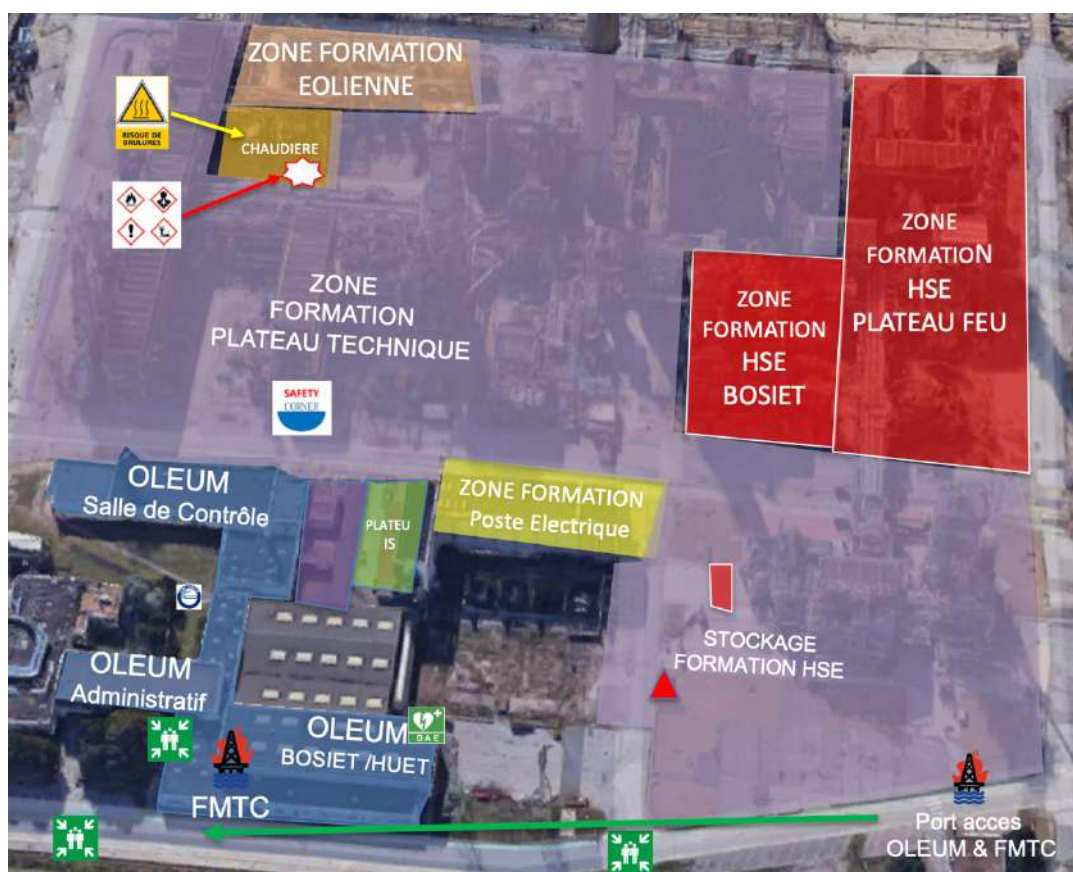 ZONE FORMATION
EOLIENNE
RISQUE DE
BRULURES
CHAUDIERE
ZONE
FORMATION
HSE
PLATEAU FEU
ZONE
FORMATION
PLATEAU TECHNIQUE
ZONE
FORMATION
HSE
BOSIET
SAFETY
CORNER
OLEUM
Salle de Contrôle
PLATEU
IS
ZONE FORMATION
Poste Electrique
STOCKAGE
FORMATION HSE
OLEUM
Administratif
OLEUM
BOSIET /HUET
DAE
FMTC
Port acces
OLEUM & FMTC